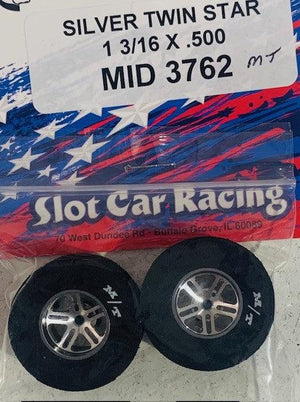 SILVER TWIN STAR
1 3/16 X .500
MID 3762 MT
Slot Car Racing
70 West Dundee Rd - Buffalo Grove, IL 60089
M/T
M/T